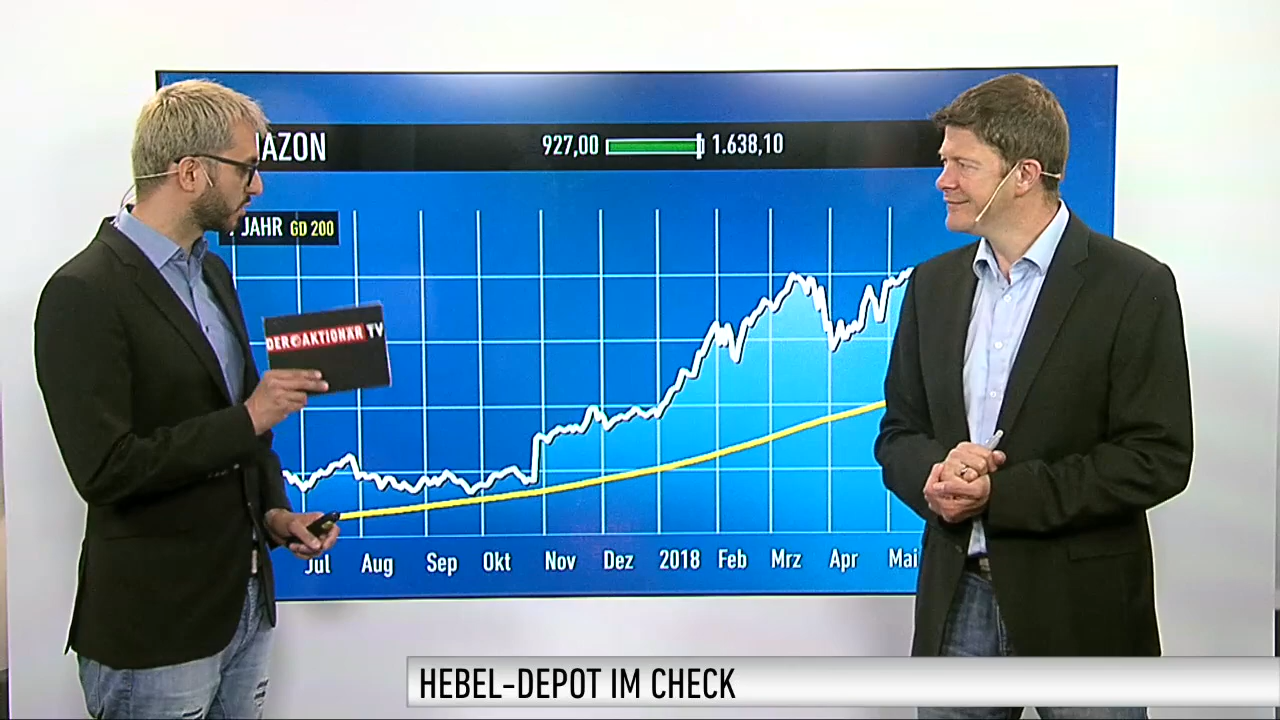 AZON 927,00 1.638,10
JAHR GD 200
DER AKTIONÄR TV
Jul Aug Sep Okt Nov Dez 2018 Feb Mrz Apr Mai
HEBEL-DEPOT IM CHECK